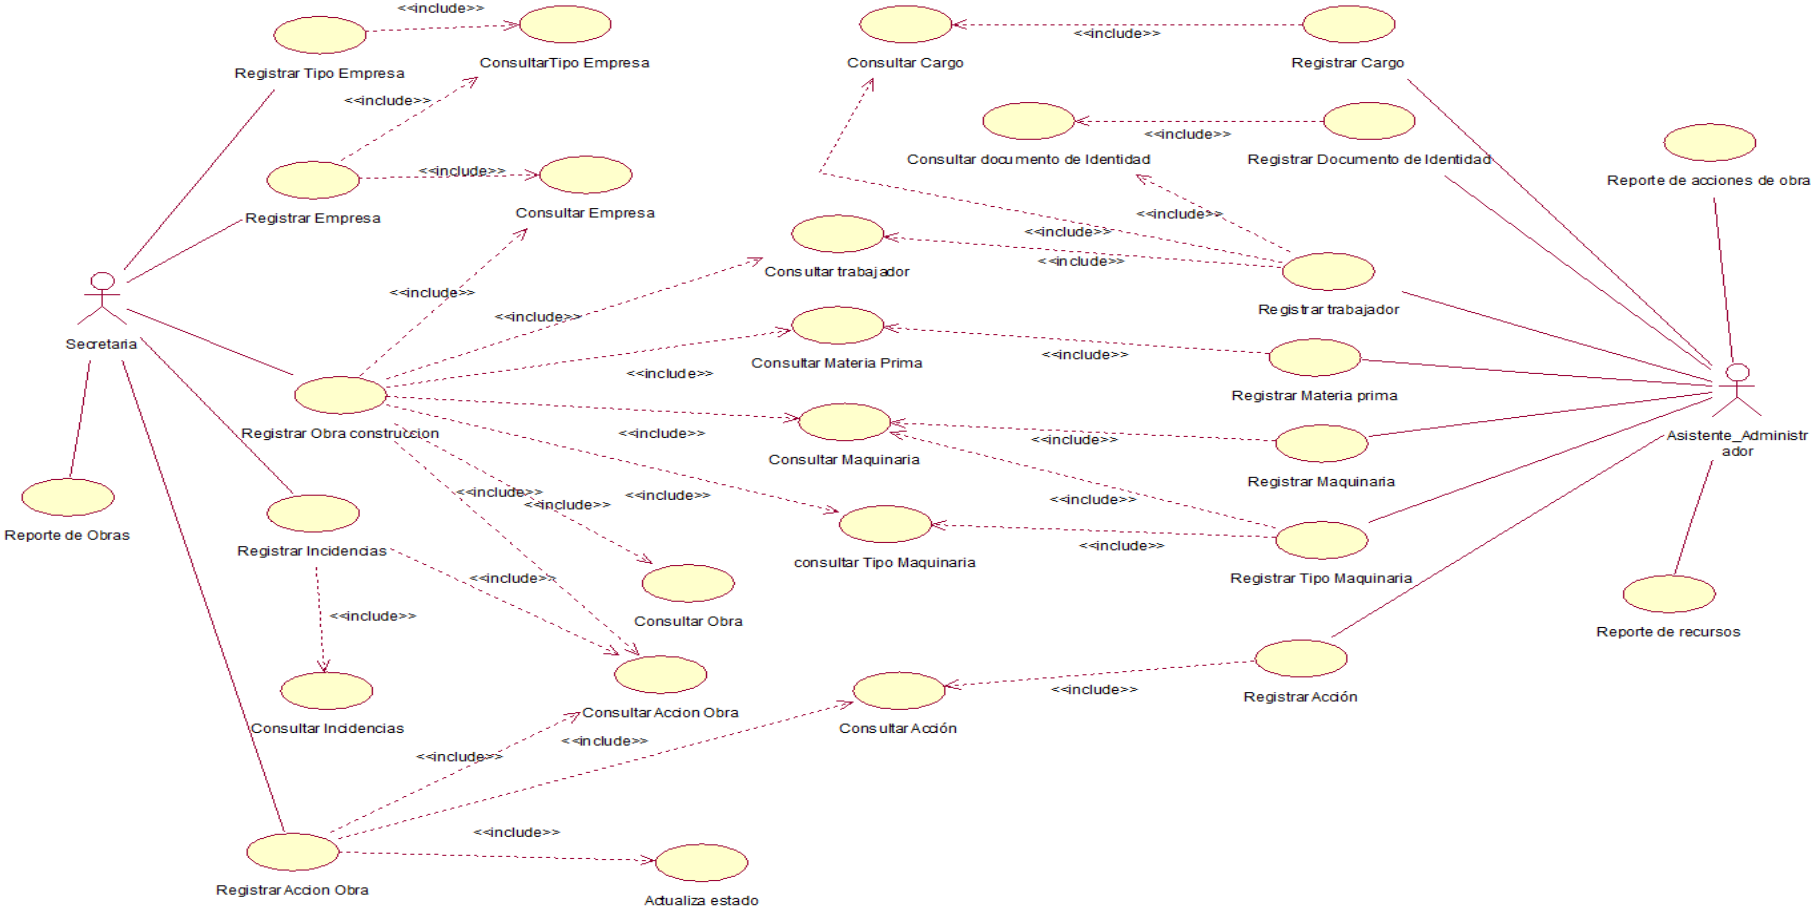 <<include>>
Registrar Tipo Empresa
ConsultarTipo Empresa
<<include>>
Consultar Cargo
<<include>>
Registrar Cargo
<<include>>
Consultar documento de Identidad
Registrar Documento de Identidad
Reporte de acciones de obra
<<include>>
Registrar Empresa
Consultar Empresa
<<include>>
<<include>>
<<include>>
Consultar trabajador
Registrar trabajador
<<include>>
<<include>>
Secretaria
Consultar Materia Prima
<<include>>
Registrar Materia prima
<<include>>
Registrar Obra construccion
<<include>>
Consultar Maquinaria
<<include>>
Registrar Maquinaria
Asistente_Administr
ador
<<include>>
<<include>>
<<include>>
<<include>>
Reporte de Obras
Registrar Incidencias
consultar Tipo Maquinaria
<<include>>
Registrar Tipo Maquinaria
<<include>>
<<include>>
Consultar Obra
Reporte de recursos
Consultar Incidencias
Consultar Accion Obra
Consultar Acción
<<include>>
Registrar Acción
<<include>>
<<include>>
<<include>>
Registrar Accion Obra
Actualiza estado